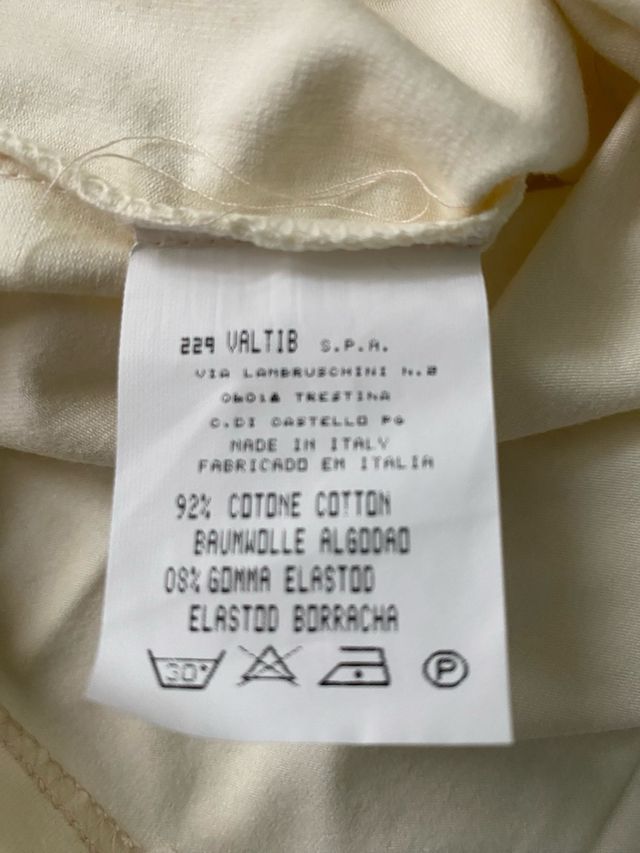 229 VALTIB S.P.A.
VIA LAMBRUSCHINI N.2
06018 TRESTINA
C.DI CASTELLO PG
MADE IN ITALY
FABRICADO EM ITALIA
92% COTONE COTTON
BAUMWOLLE ALGODAO
08% GOMMA ELASTOD
ELASTOD BORRACHA
30° P